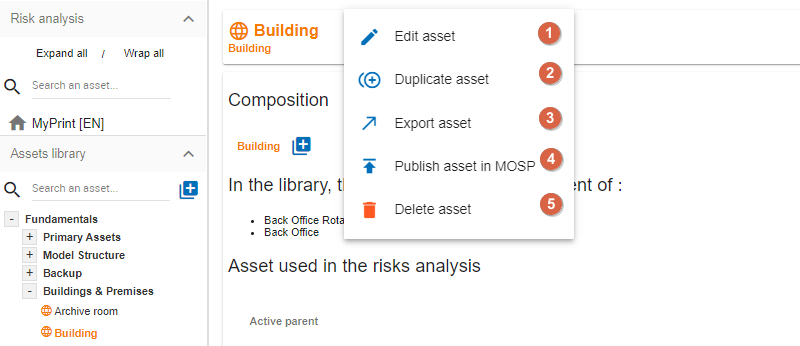 Risk analysis
Expand all / Wrap all
Search an asset...
MyPrint [EN]
Assets library
Search an asset...
- Fundamentals
+ Primary Assets
+ Model Structure
+ Backup
- Buildings & Premises
Archive room
Building
Building
Building
Edit asset 1
Duplicate asset 2
Export asset 3
Publish asset in MOSP 4
Delete asset 5
Composition
Building
In the library, ent of :
• Back Office Rota
• Back Office
Asset used in the risks analysis
Active parent